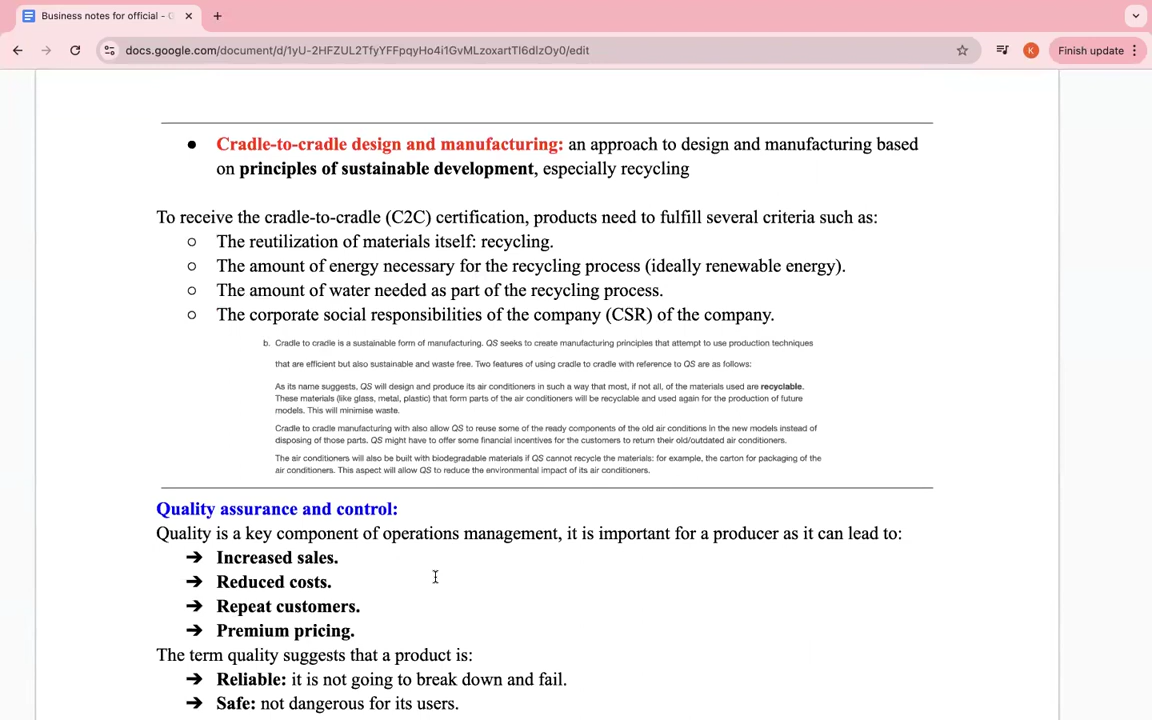 Business notes for official - G
docs.google.com/document/d/1yU-2HFZUL2TfyYFFpqyHo4i1GvMLzoxartTI6dIzOy0/edit
K
Finish update
Cradle-to-cradle design and manufacturing: an approach to design and manufacturing based
on principles of sustainable development, especially recycling
To receive the cradle-to-cradle (C2C) certification, products need to fulfill several criteria such as:
The reutilization of materials itself: recycling.
The amount of energy necessary for the recycling process (ideally renewable energy).
The amount of water needed as part of the recycling process.
The corporate social responsibilities of the company (CSR) of the company.
b. Cradle to cradle is a sustainable form of manufacturing. QS seeks to create manufacturing principles that attempt to use production techniques
that are efficient but also sustainable and waste free. Two features of using cradle to cradle with reference to QS are as follows:
As its name suggests, QS will design and produce its air conditioners in such a way that most, if not all, of the materials used are recyclable.
These materials (like glass, metal, plastic) that form parts of the air conditioners will be recyclable and used again for the production of future
models. This will minimise waste.
Cradle to cradle manufacturing with also allow QS to reuse some of the ready components of the old air conditions in the new models instead of
disposing of those parts. QS might have to offer some financial incentives for the customers to return their old/outdated air conditioners.
The air conditioners will also be built with biodegradable materials if QS cannot recycle the materials: for example, the carton for packaging of the
air conditioners. This aspect will allow QS to reduce the environmental impact of its air conditioners.
Quality assurance and control:
Quality is a key component of operations management, it is important for a producer as it can lead to:
➔ Increased sales.
➔ Reduced costs.
➔ Repeat customers.
➔ Premium pricing.
The term quality suggests that a product is:
➔ Reliable: it is not going to break down and fail.
➔ Safe: not dangerous for its users.